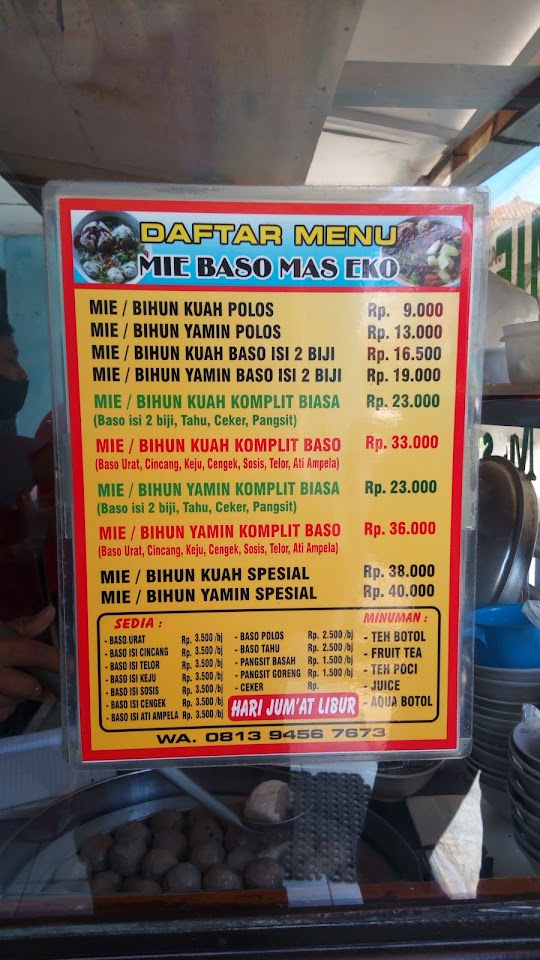 DAFTAR MENU
MIE BASO MAS EKO
MIE / BIHUN KUAH POLOS Rp. 9.000
MIE / BIHUN YAMIN POLOS Rp. 13.000
MIE / BIHUN KUAH BASO ISI 2 BIJI Rp. 16.500
MIE / BIHUN YAMIN BASO ISI 2 BIJI Rp. 19.000
MIE / BIHUN KUAH KOMPLIT BIASA Rp. 23.000
(Baso isi 2 biji, Tahu, Ceker, Pangsit)
MIE / BIHUN KUAH KOMPLIT BASO Rp. 33.000
(Baso Urat, Cincang, Keju, Cengek, Sosis, Telor, Ati Ampela)
MIE / BIHUN YAMIN KOMPLIT BIASA Rp. 23.000
(Baso isi 2 biji, Tahu, Ceker, Pangsit)
MIE / BIHUN YAMIN KOMPLIT BASO Rp. 36.000
(Baso Urat, Cincang, Keju, Cengek, Sosis, Telor, Ati Ampela)
MIE / BIHUN KUAH SPESIAL Rp. 38.000
MIE / BIHUN YAMIN SPESIAL Rp. 40.000
SEDIA :
- BASO URAT Rp. 3.500 /bj
- BASO ISI CINCANG Rp. 3.500 /bj
- BASO ISI TELOR Rp. 3.500 /bj
- BASO ISI KEJU Rp. 3.500 /bj
- BASO ISI SOSIS Rp. 3.500 /bj
- BASO ISI CENGEK Rp. 3.500 /bj
- BASO ISI ATI AMPELA Rp. 3.500 /bj
- BASO POLOS Rp. 2.500 /bj
- BASO TAHU Rp. 2.500 /bj
- PANGSIT BASAH Rp. 1.500 /bj
- PANGSIT GORENG Rp. 1.500 /bj
- CEKER Rp.
HARI JUM'AT LIBUR
MINUMAN :
- TEH BOTOL
- FRUIT TEA
- TEH POCI
- JUICE
- AQUA BOTOL
WA. 0813 9456 7673